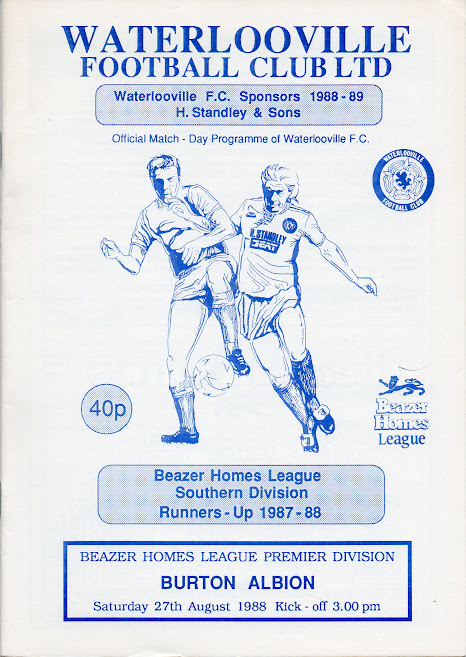 WATERLOOVILLE
FOOTBALL CLUB LTD
Waterlooville F.C. Sponsors 1988-89
H. Standley & Sons
Official Match - Day Programme of Waterlooville F.C.
WATERLOOVILLE
FOOTBALL CLUB
H. STANDLEY
SEAT
40p
Beazer
Homes
League
Beazer Homes League
Southern Division
Runners - Up 1987-88
BEAZER HOMES LEAGUE PREMIER DIVISION
BURTON ALBION
Saturday 27th August 1988 Kick - off 3.00 pm